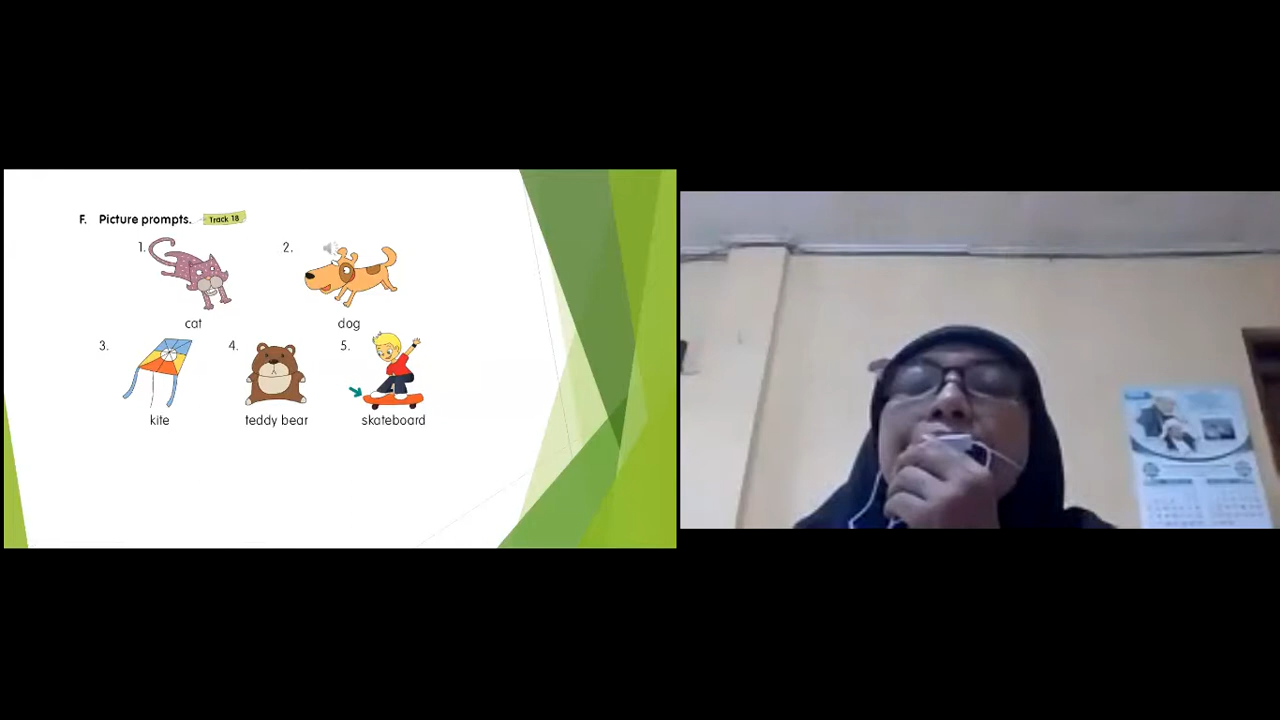 F. Picture prompts. Track 18
1. 2.
cat dog
3. 4. 5.
kite teddy bear skateboard